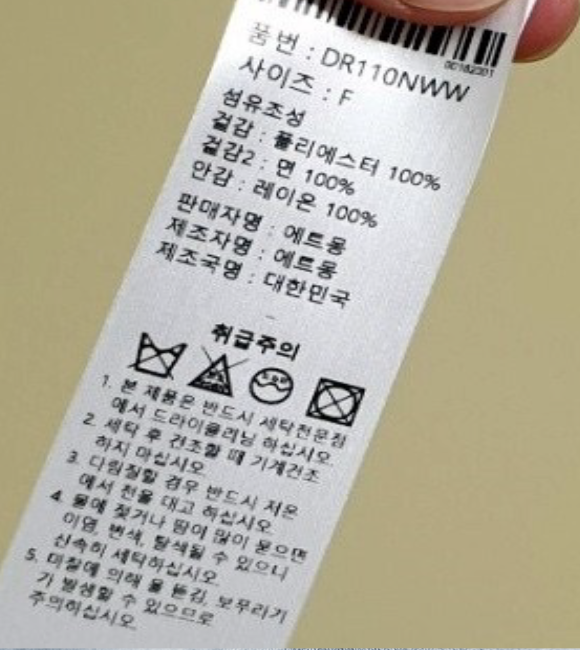 품번 : DR110NWW
사이즈 : F
섬유조성
겉감 : 폴리에스터 100%
겉감2 : 면 100%
안감 : 레이온 100%
판매자명 : 에트몽
제조자명 : 에트몽
제조국명 : 대한민국
취급주의
1. 본 제품은 반드시 세탁전문점
에서 드라이클리닝 하십시오.
2. 세탁 후 건조할 때 기계건조
하지 마십시오.
3. 다림질할 경우 반드시 저온
에서 천을 대고 하십시오.
4. 물에 젖거나 땀이 많이 묻으면
이염, 변색, 탈색될 수 있으니
신속히 세탁하십시오.
5. 마찰에 의해 올 뜯김, 보푸라기
가 발생할 수 있으므로
주의하십시오.